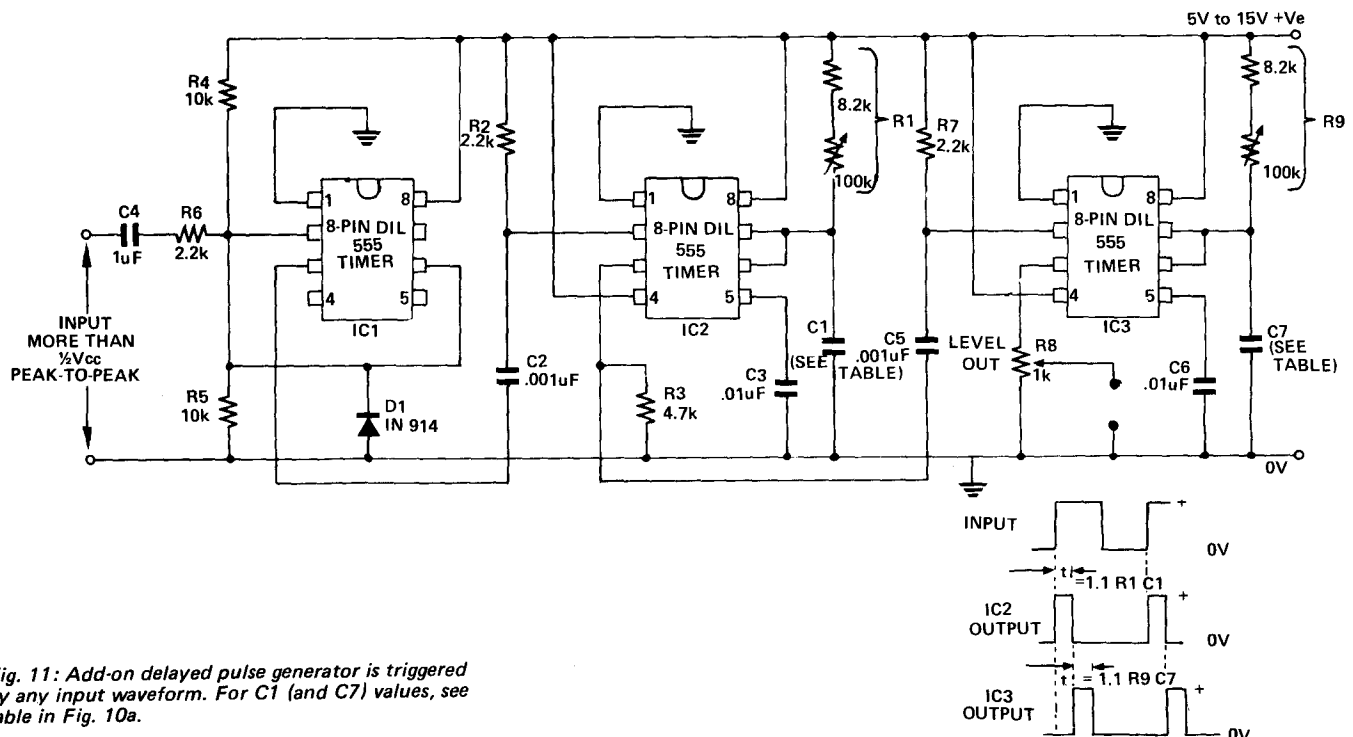 5V to 15V +Ve
R4
10k
R2
2.2k
8.2k
R1
100k
R7
2.2k
8.2k
R9
100k
C4
1uF
R6
2.2k
1
8
8-PIN DIL
555
TIMER
4
5
IC1
1
8
8-PIN DIL
555
TIMER
4
5
IC2
1
8
8-PIN DIL
555
TIMER
4
5
IC3
INPUT
MORE THAN
½Vcc
PEAK-TO-PEAK
R5
10k
D1
IN 914
C2
.001uF
R3
4.7k
C3
.01uF
C1
(SEE
TABLE)
C5
.001uF
LEVEL
OUT
R8
1k
C6
.01uF
C7
(SEE
TABLE)
0V
INPUT
+
0V
t
=1.1 R1 C1
IC2
OUTPUT
+
0V
t = 1.1 R9 C7
IC3
OUTPUT
+
0V
ig. 11: Add-on delayed pulse generator is triggered
y any input waveform. For C1 (and C7) values, see
able in Fig. 10a.